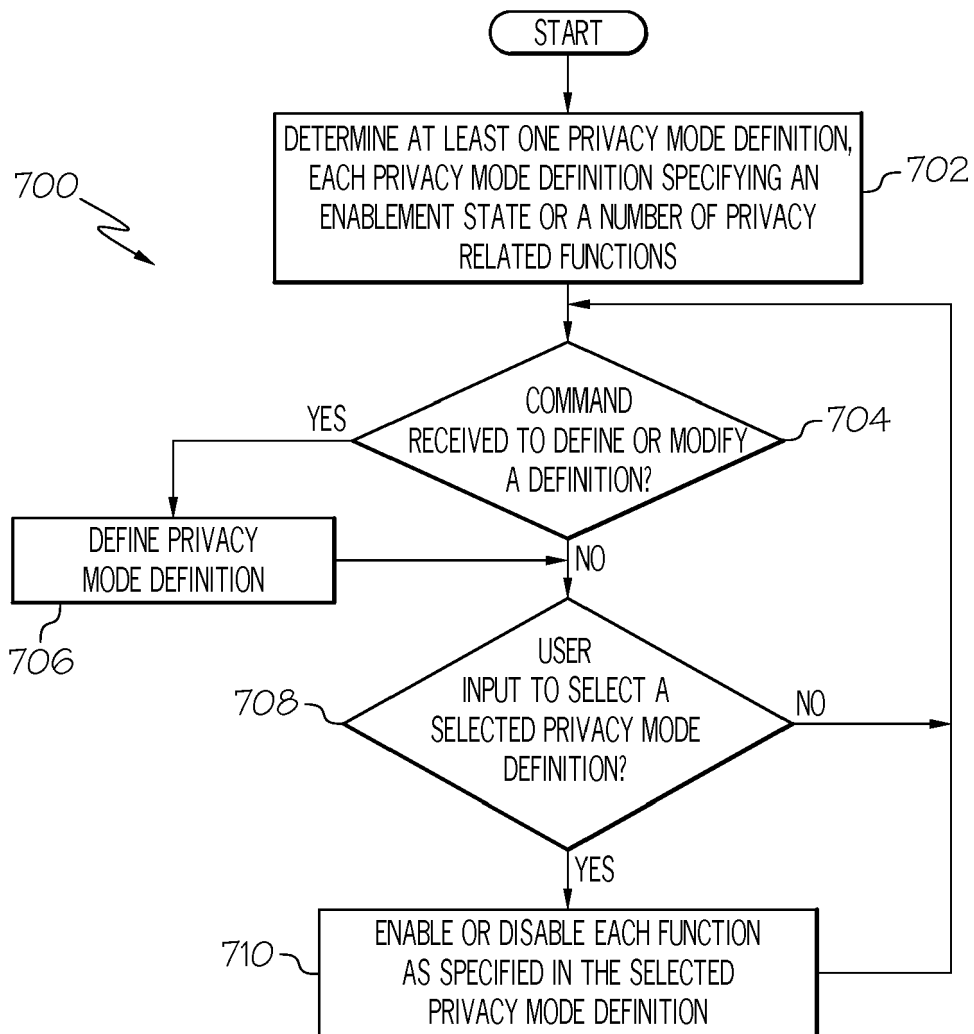 START
DETERMINE AT LEAST ONE PRIVACY MODE DEFINITION,
EACH PRIVACY MODE DEFINITION SPECIFYING AN
ENABLEMENT STATE OR A NUMBER OF PRIVACY
RELATED FUNCTIONS
702
700
COMMAND
RECEIVED TO DEFINE OR MODIFY
A DEFINITION?
YES
704
NO
DEFINE PRIVACY
MODE DEFINITION
706
USER
INPUT TO SELECT A
SELECTED PRIVACY MODE
DEFINITION?
708
NO
YES
ENABLE OR DISABLE EACH FUNCTION
AS SPECIFIED IN THE SELECTED
PRIVACY MODE DEFINITION
710